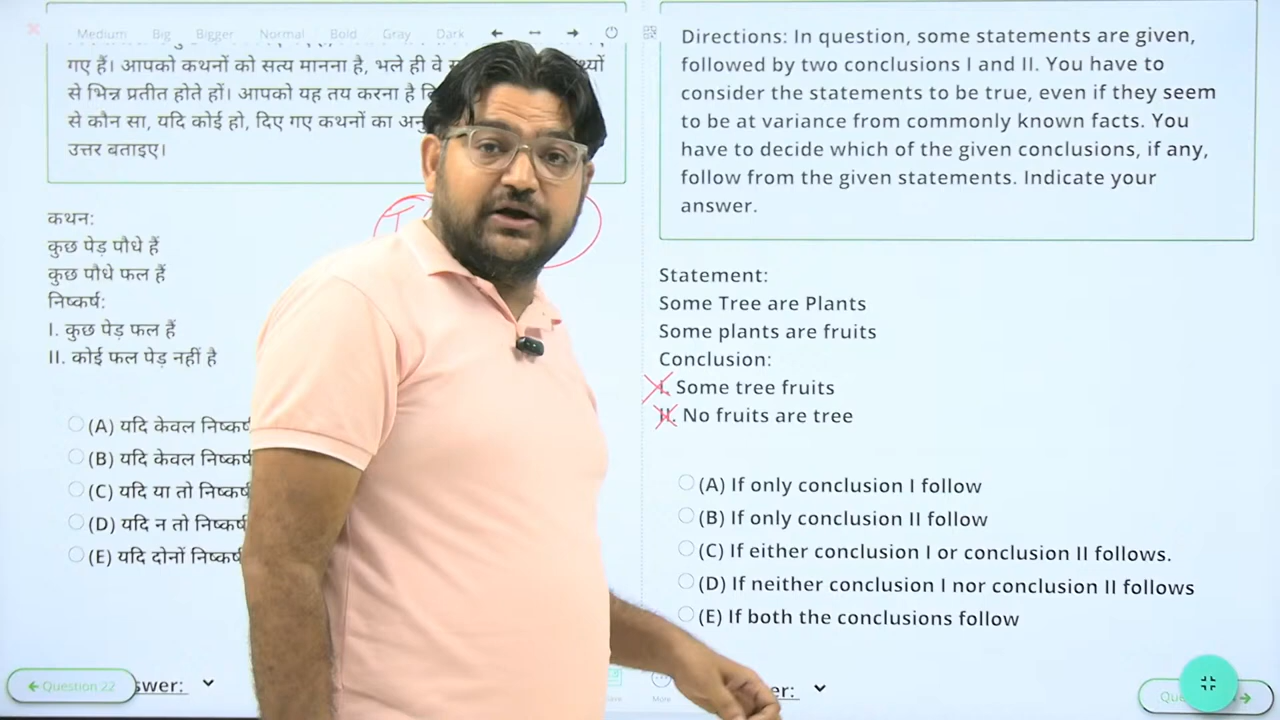 Medium Big Bigger Normal Bold Gray Dark
गए हैं। आपको कथनों को सत्य मानना है, भले ही वे
से भिन्न प्रतीत होते हों। आपको यह तय करना है
से कौन सा, यदि कोई हो, दिए गए कथनों का
उत्तर बताइए।
कथन:
कुछ पेड़ पौधे हैं
कुछ पौधे फल हैं
निष्कर्ष:
I. कुछ पेड़ फल हैं
II. कोई फल पेड़ नहीं है
(A) यदि केवल निष्कर्ष
(B) यदि केवल निष्कर्ष
(C) यदि या तो निष्कर्ष
(D) यदि न तो निष्कर्ष
(E) यदि दोनों निष्कर्ष
Question 22
Directions: In question, some statements are given,
followed by two conclusions I and II. You have to
consider the statements to be true, even if they seem
to be at variance from commonly known facts. You
have to decide which of the given conclusions, if any,
follow from the given statements. Indicate your
answer.
Statement:
Some Tree are Plants
Some plants are fruits
Conclusion:
I. Some tree fruits
II. No fruits are tree
(A) If only conclusion I follow
(B) If only conclusion II follow
(C) If either conclusion I or conclusion II follows.
(D) If neither conclusion I nor conclusion II follows
(E) If both the conclusions follow
More